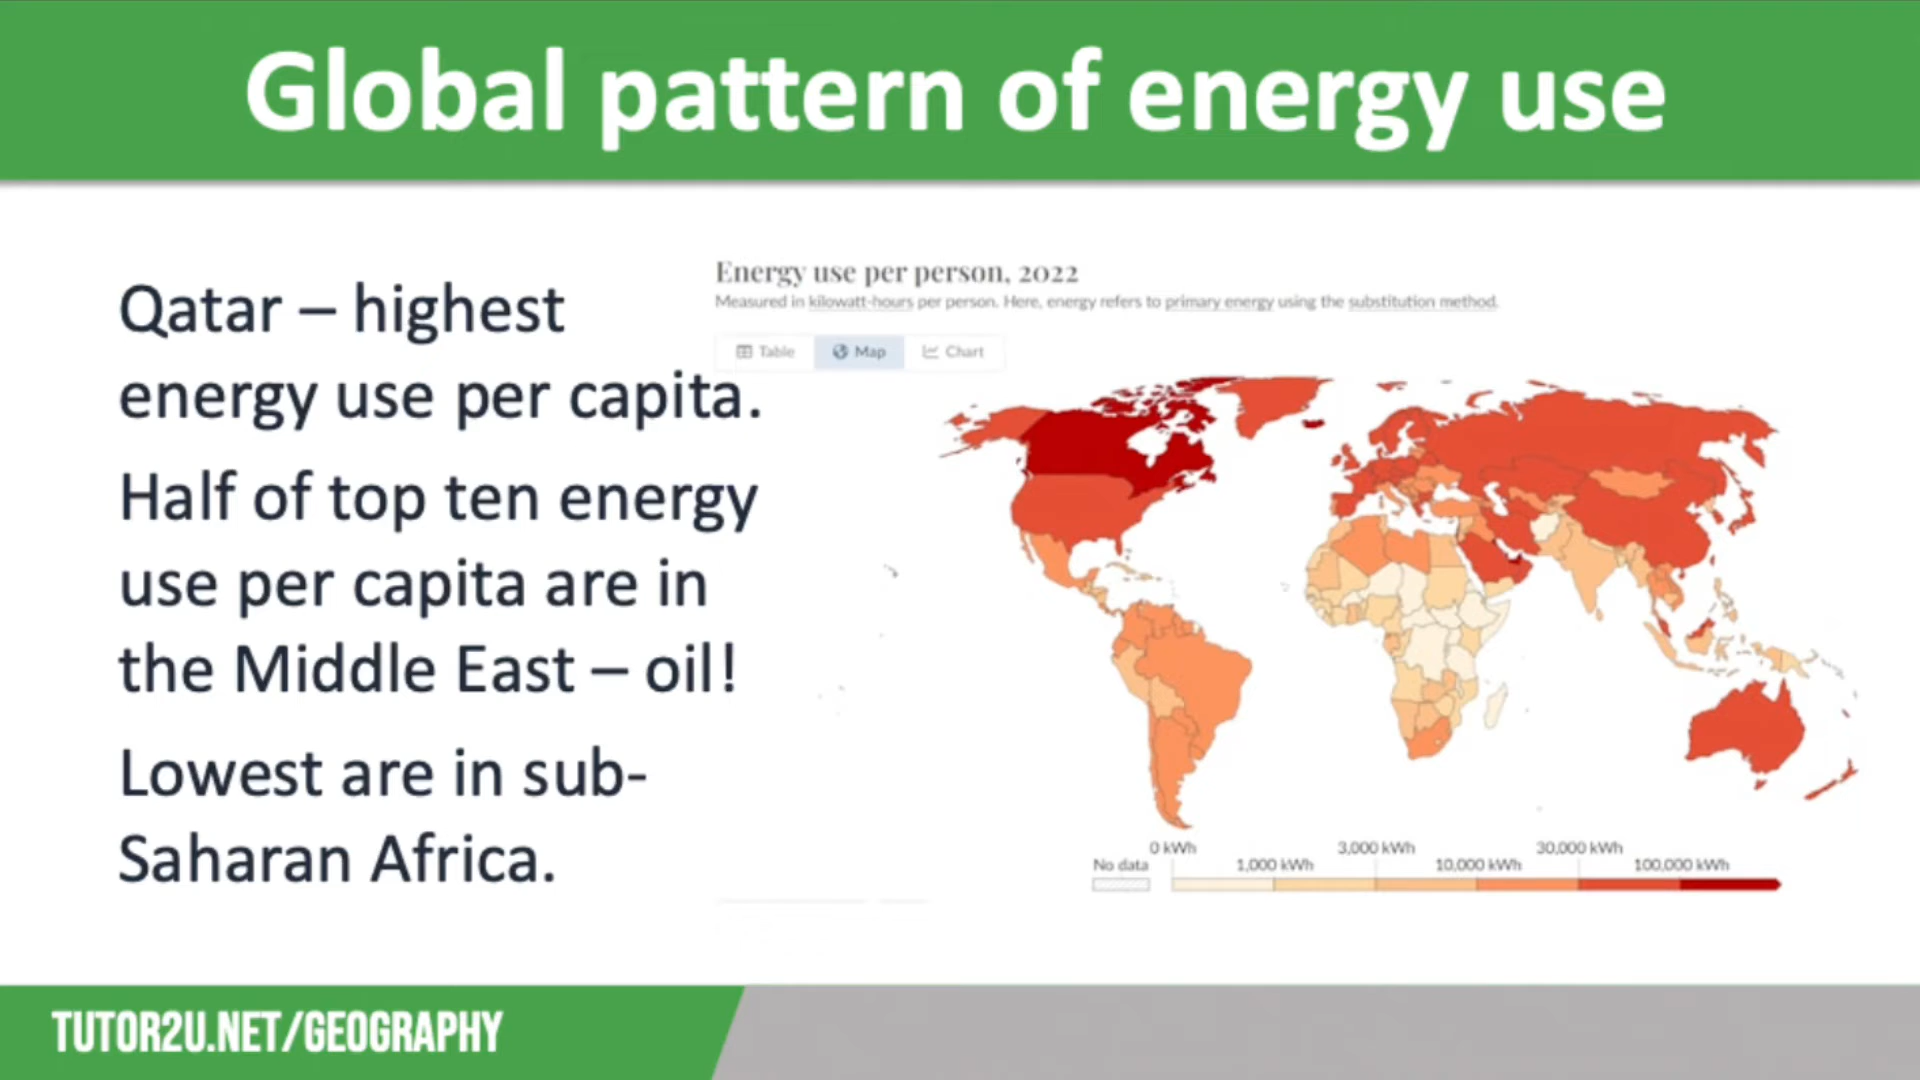 Global pattern of energy use
Qatar – highest
energy use per capita.
Half of top ten energy
use per capita are in
the Middle East – oil!
Lowest are in sub-
Saharan Africa.
Energy use per person, 2022
Measured in kilowatt-hours per person. Here, energy refers to primary energy using the substitution method.
Table Map Chart
0 kWh 3,000 kWh 30,000 kWh
No data 1,000 kWh 10,000 kWh 100,000 kWh
TUTOR2U.NET/GEOGRAPHY